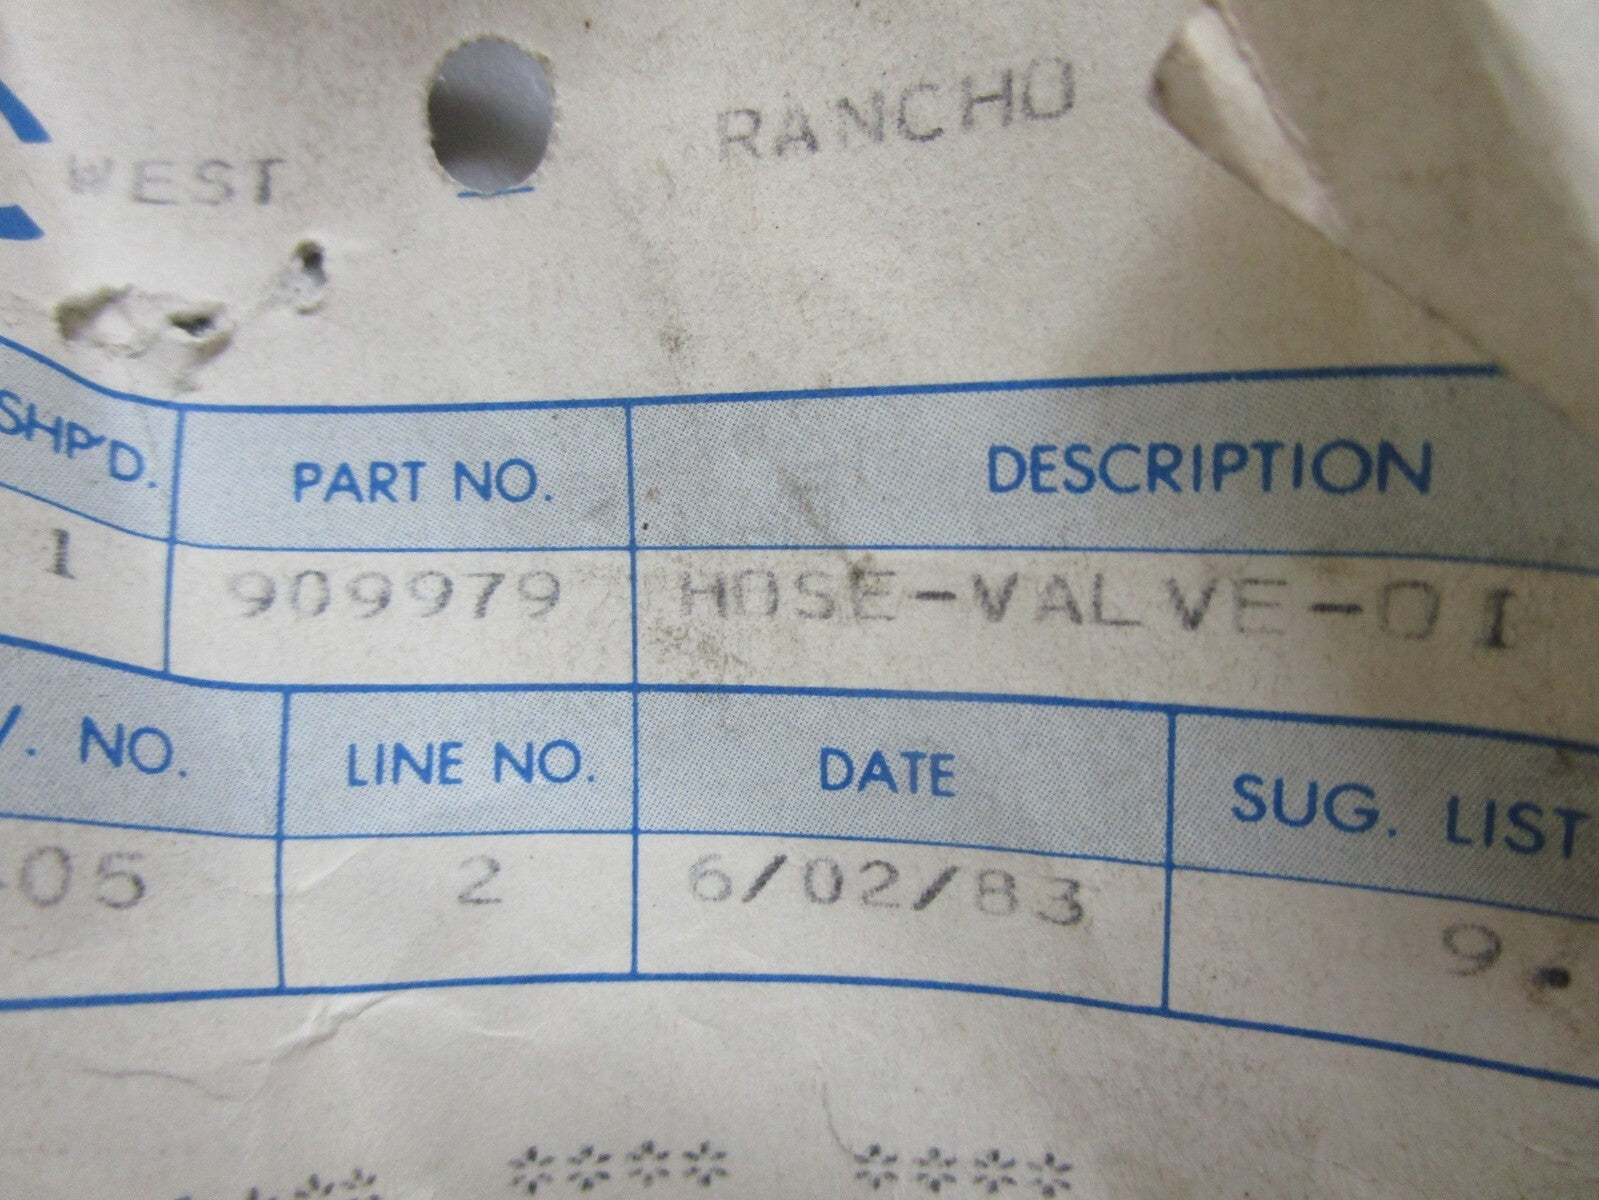 WEST RANCHO
SHP'D. PART NO. DESCRIPTION
1 909979 HOSE-VALVE-OI
. NO. LINE NO. DATE SUG. LIST
05 2 6/02/83 9.
**** ****